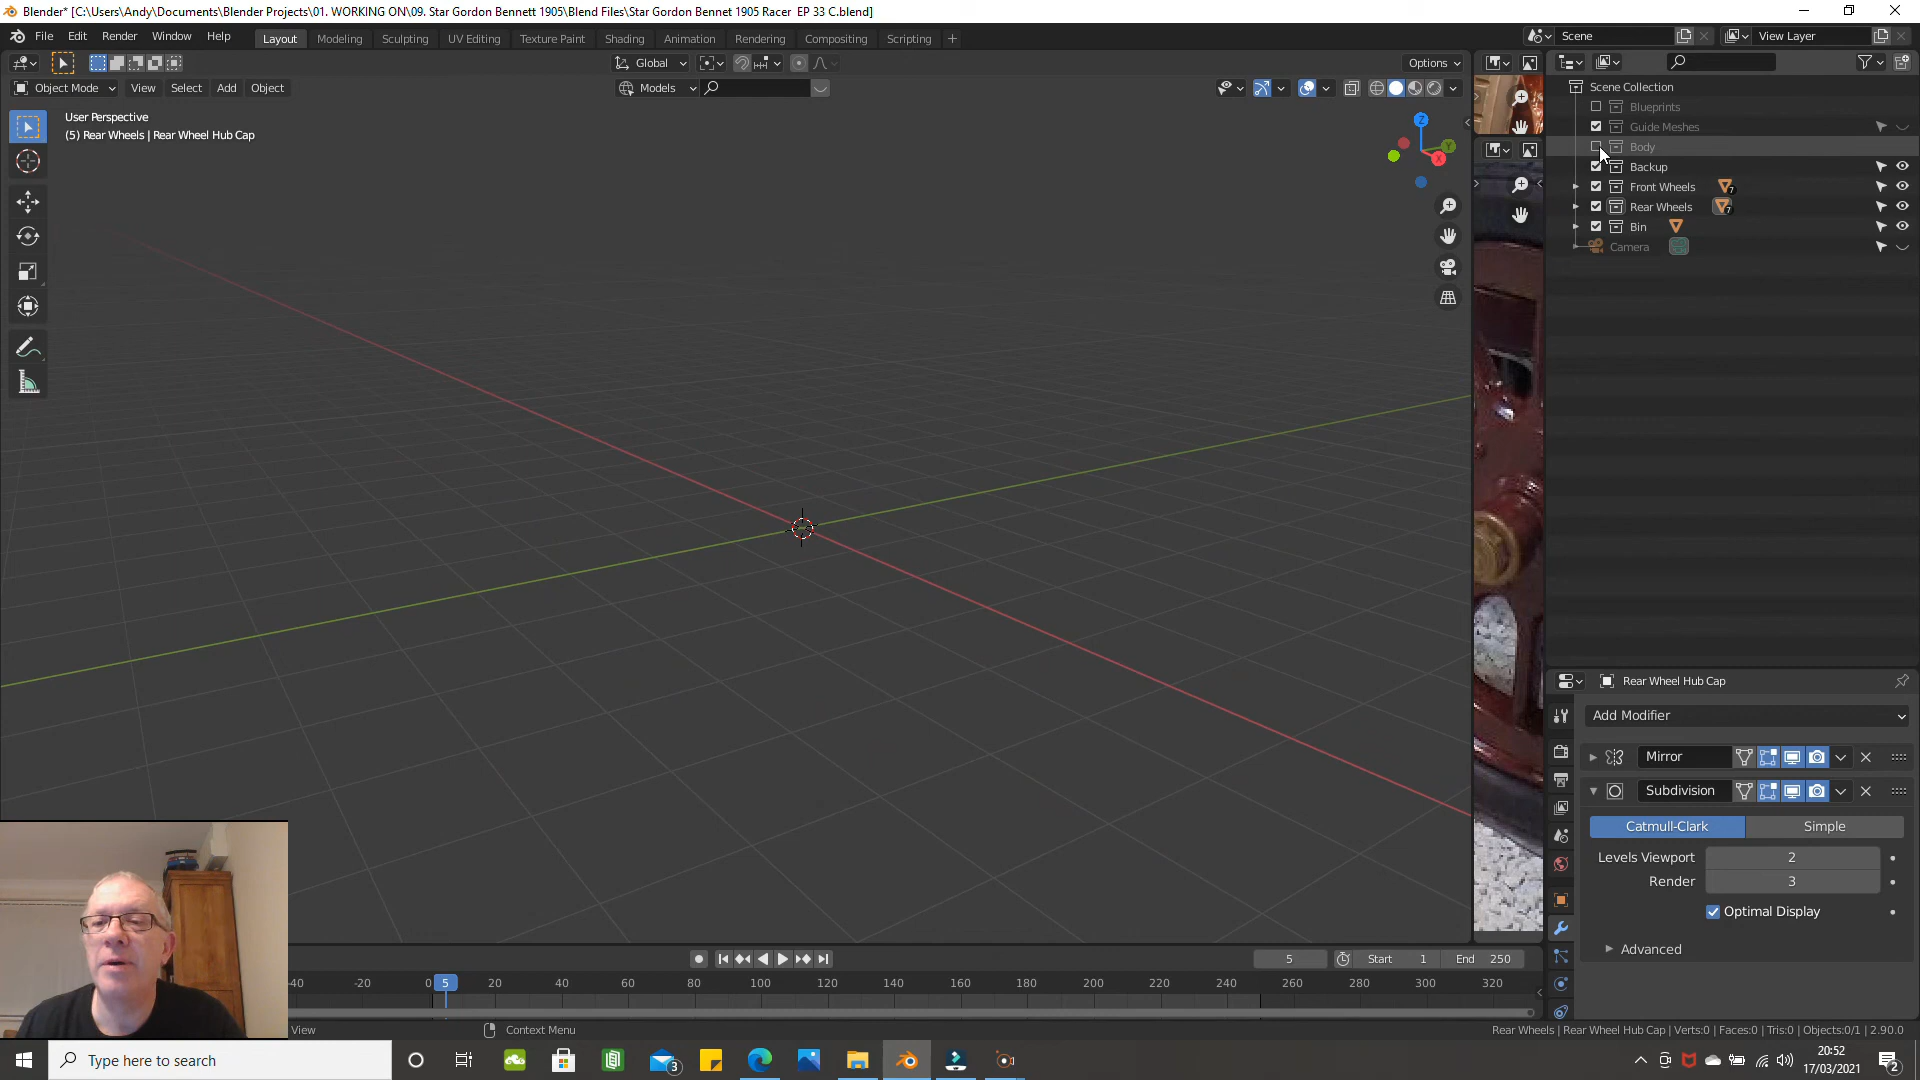 Blender* [C:\Users\Andy\Documents\Blender Projects\01. WORKING ON\09. Star Gordon Bennett 1905\Blend Files\Star Gordon Bennet 1905 Racer  EP 33 C.blend]
File Edit Render Window Help
Layout Modeling Sculpting UV Editing Texture Paint Shading Animation Rendering Compositing Scripting
Scene
View Layer
Global
Options
Object Mode View Select Add Object
Models
User Perspective
(5) Rear Wheels | Rear Wheel Hub Cap
Z
Y
X
Scene Collection
Blueprints
Guide Meshes
Body
Backup
Front Wheels 7
Rear Wheels 7
Bin
Camera
Rear Wheel Hub Cap
Add Modifier
Mirror
Subdivision
Catmull-Clark Simple
Levels Viewport 2
Render 3
Optimal Display
Advanced
5 Start 1 End 250
-40 -20 0 5 20 40 60 80 100 120 140 160 180 200 220 240 260 280 300 320
View
Context Menu
Rear Wheels | Rear Wheel Hub Cap | Verts:0 | Faces:0 | Tris:0 | Objects:0/1 | 2.90.0
Type here to search
3
20:52
17/03/2021
2